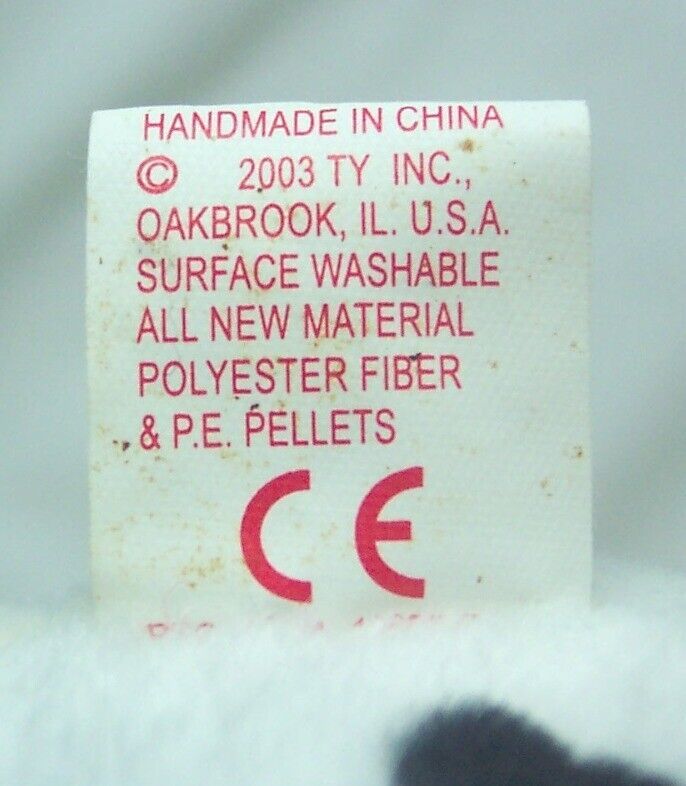 HANDMADE IN CHINA
© 2003 TY INC.,
OAKBROOK, IL. U.S.A.
SURFACE WASHABLE
ALL NEW MATERIAL
POLYESTER FIBER
& P.E. PELLETS
CE